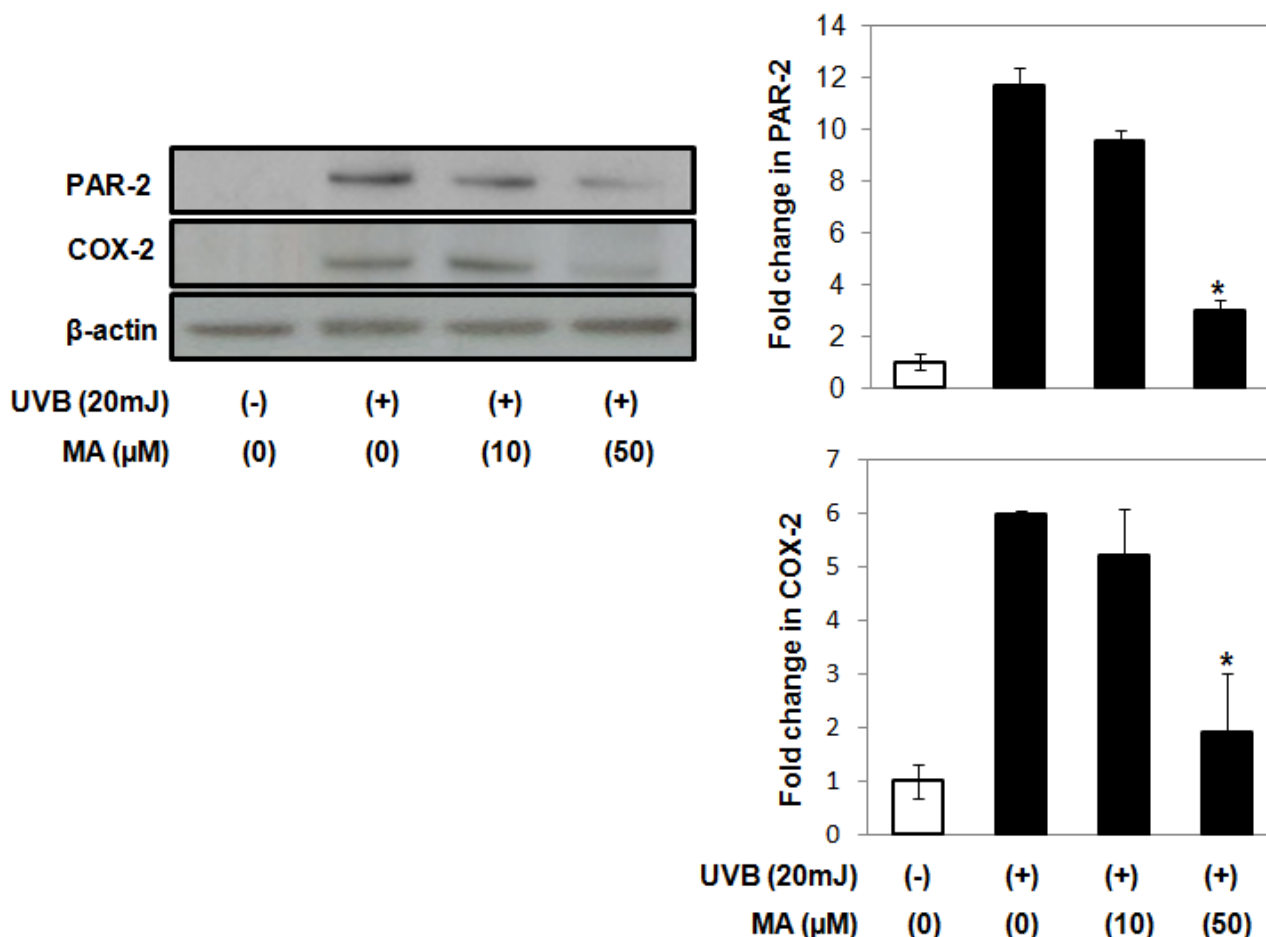 PAR-2
COX-2
β-actin
UVB (20mJ) (-) (+) (+) (+)
MA (µM) (0) (0) (10) (50)
Fold change in PAR-2
14
12
10
8
6
4
2
0
*
Fold change in COX-2
7
6
5
4
3
2
1
0
*
UVB (20mJ) (-) (+) (+) (+)
MA (µM) (0) (0) (10) (50)